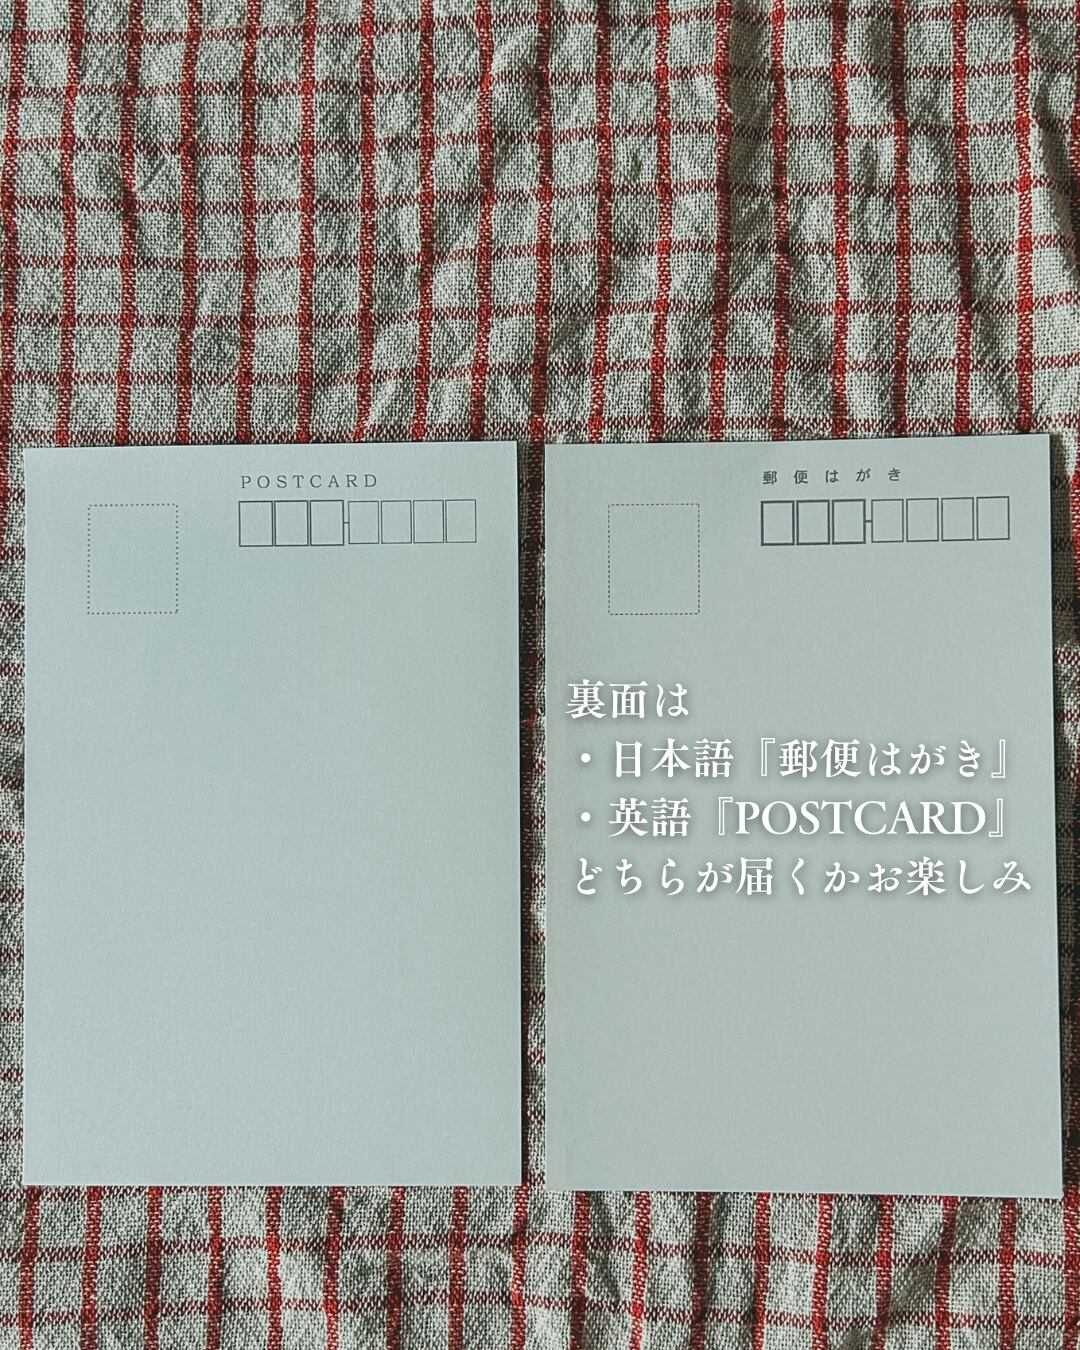 POSTCARD
郵便はがき
裏面は
・日本語『郵便はがき』
・英語『POSTCARD』
どちらが届くかお楽しみ